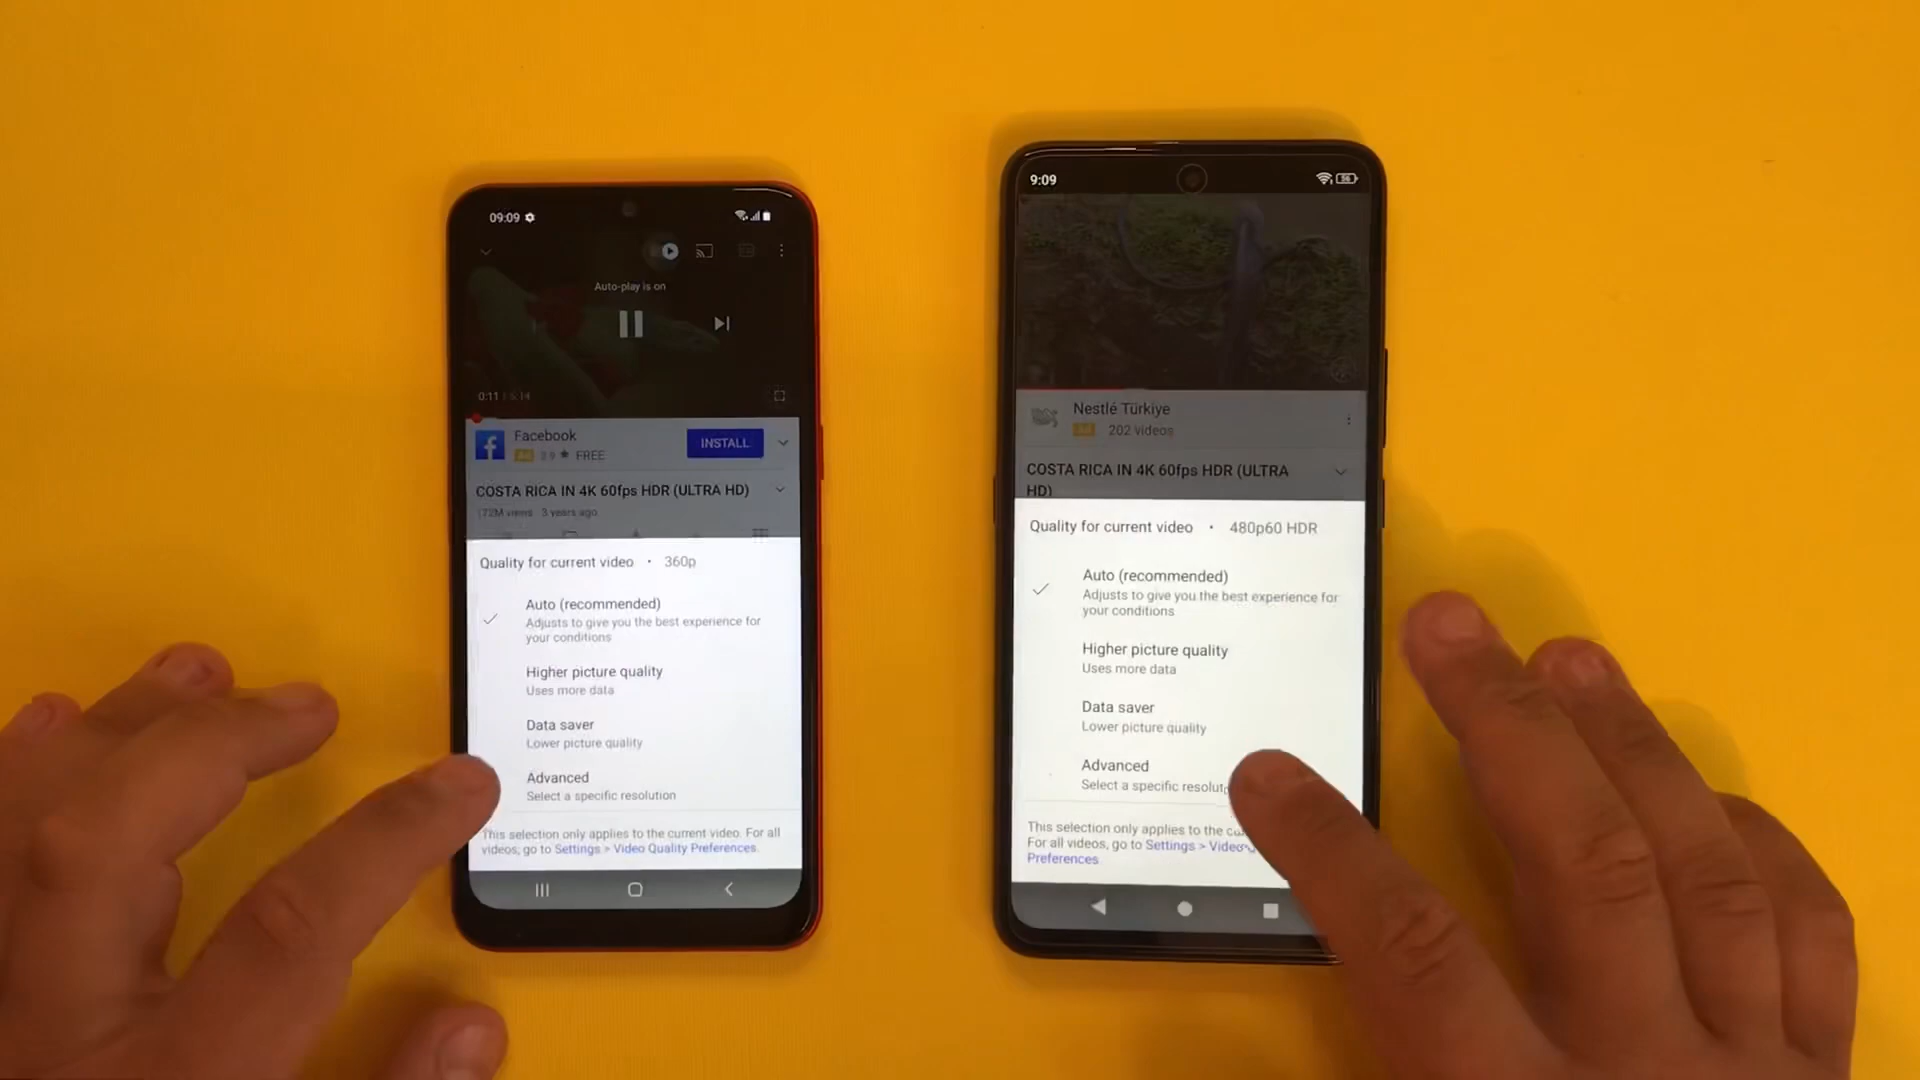 09:09
Auto-play is on
0:11 / 5:14
Facebook
Ad 3.9 ★ FREE
INSTALL
COSTA RICA IN 4K 60fps HDR (ULTRA HD)
172M views · 3 years ago
Quality for current video • 360p
Auto (recommended)
Adjusts to give you the best experience for
your conditions
Higher picture quality
Uses more data
Data saver
Lower picture quality
Advanced
Select a specific resolution
This selection only applies to the current video. For all
videos, go to Settings > Video Quality Preferences.
9:09
56
Nestlé Türkiye
Ad 202 videos
COSTA RICA IN 4K 60fps HDR (ULTRA
HD)
Quality for current video • 480p60 HDR
Auto (recommended)
Adjusts to give you the best experience for
your conditions
Higher picture quality
Uses more data
Data saver
Lower picture quality
Advanced
Select a specific
This selection only applies to the
For all videos, go to Settings > Video
Preferences